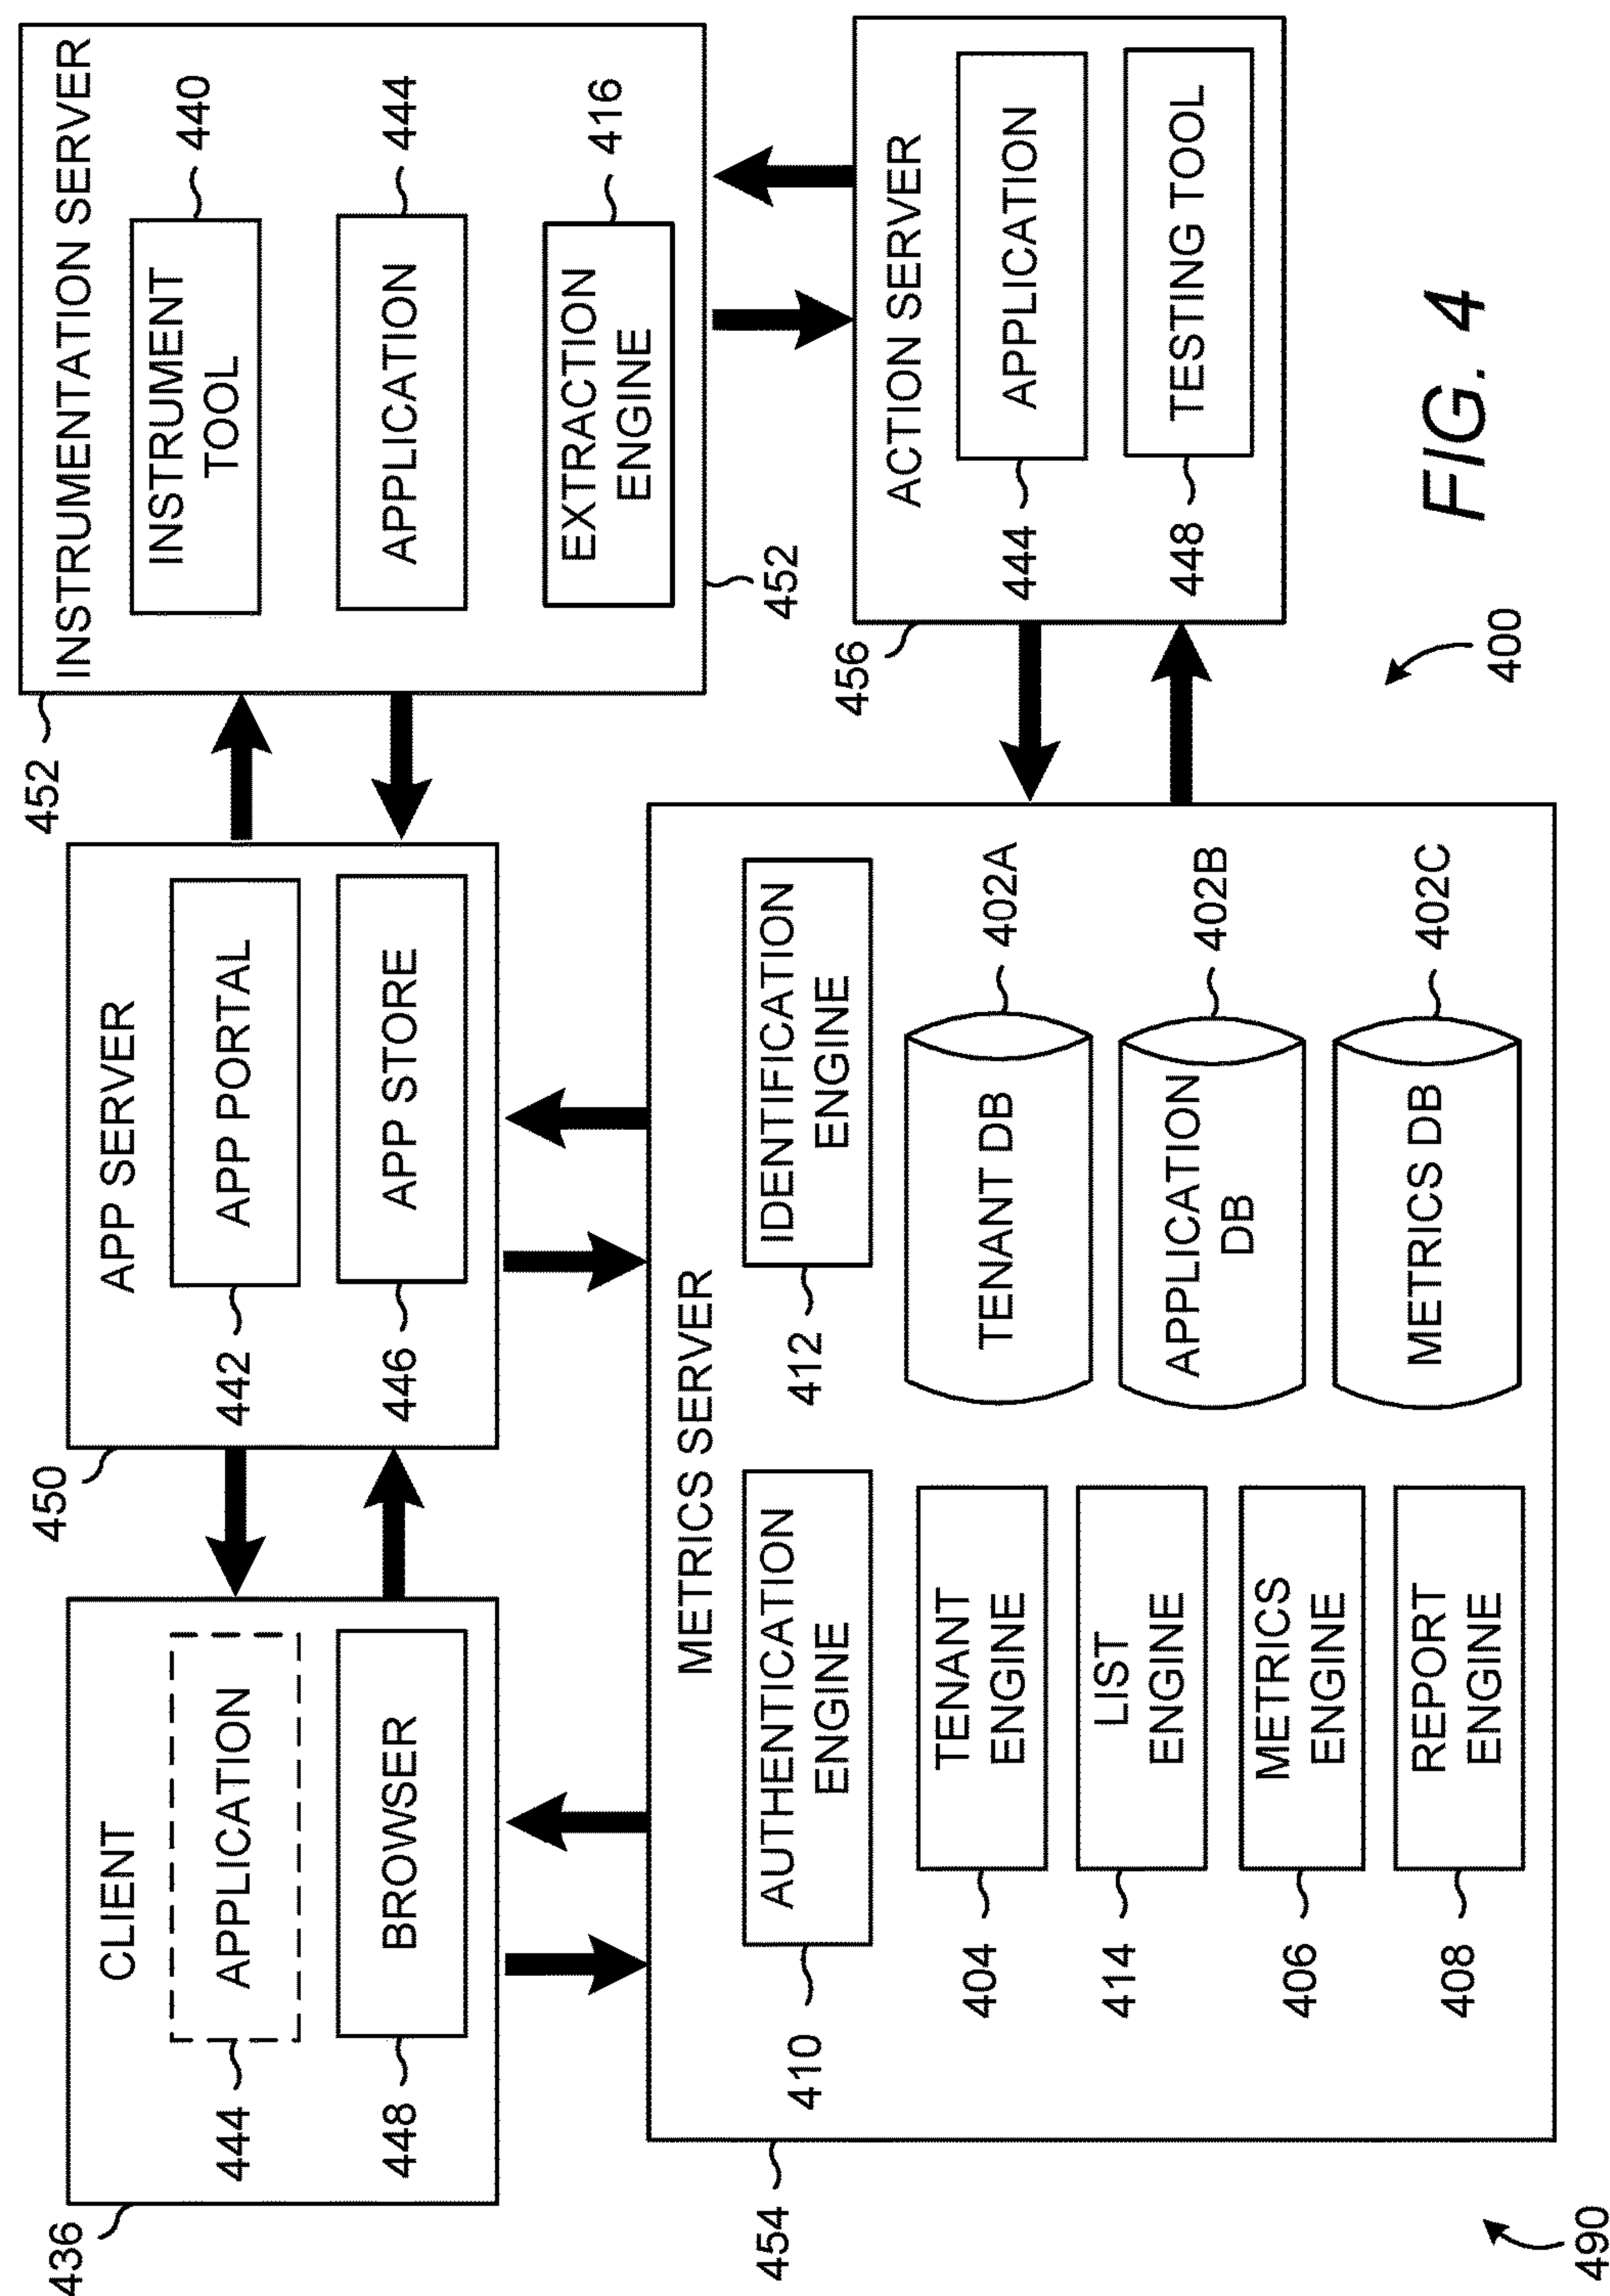 436
CLIENT
444
APPLICATION
448
BROWSER
450
APP SERVER
442
APP PORTAL
446
APP STORE
452
INSTRUMENTATION SERVER
INSTRUMENT
TOOL
440
APPLICATION
444
EXTRACTION
ENGINE
416
452
454
METRICS SERVER
410
AUTHENTICATION
ENGINE
412
IDENTIFICATION
ENGINE
404
TENANT
ENGINE
414
LIST
ENGINE
406
METRICS
ENGINE
408
REPORT
ENGINE
TENANT DB
402A
APPLICATION
DB
402B
METRICS DB
402C
456
ACTION SERVER
444
APPLICATION
448
TESTING TOOL
490
400
FIG. 4